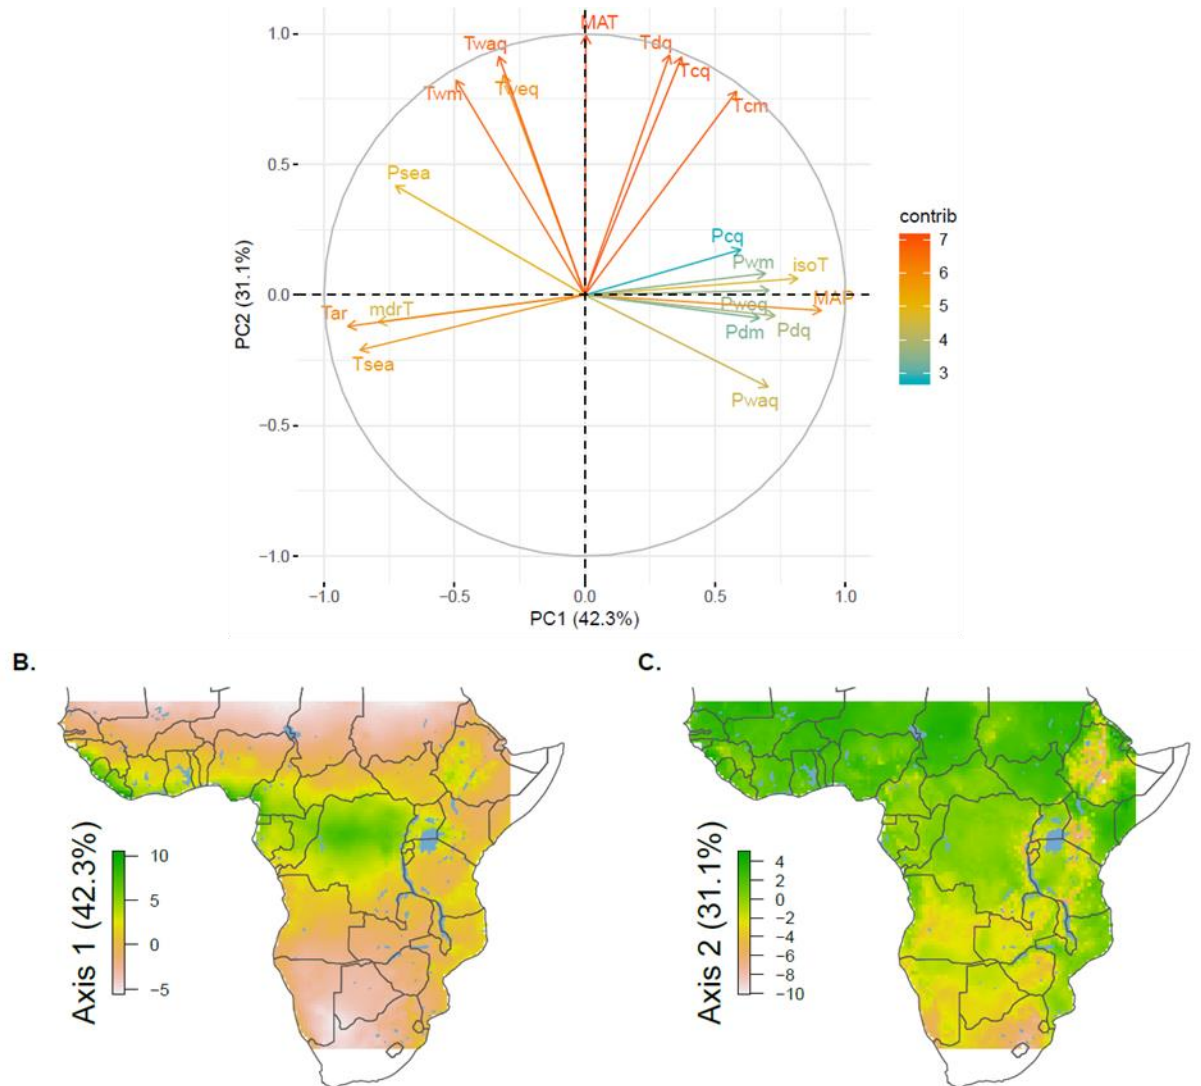 MAT
1.0
Twaq
Tdq
Tcq
Twm
Tweq
Tcm
0.5
Psea
contrib
7
6
5
4
3
Pcq
Pwm
isoT
PC2 (31.1%)
0.0
Pweq
MAP
Tar
mdrT
Pdm
Pdq
Tsea
Pwaq
−0.5
−1.0
−1.0
−0.5
0.0
0.5
1.0
PC1 (42.3%)
B.
C.
Axis 1 (42.3%)
10
5
0
−5
Axis 2 (31.1%)
4
2
0
−2
−4
−6
−8
−10